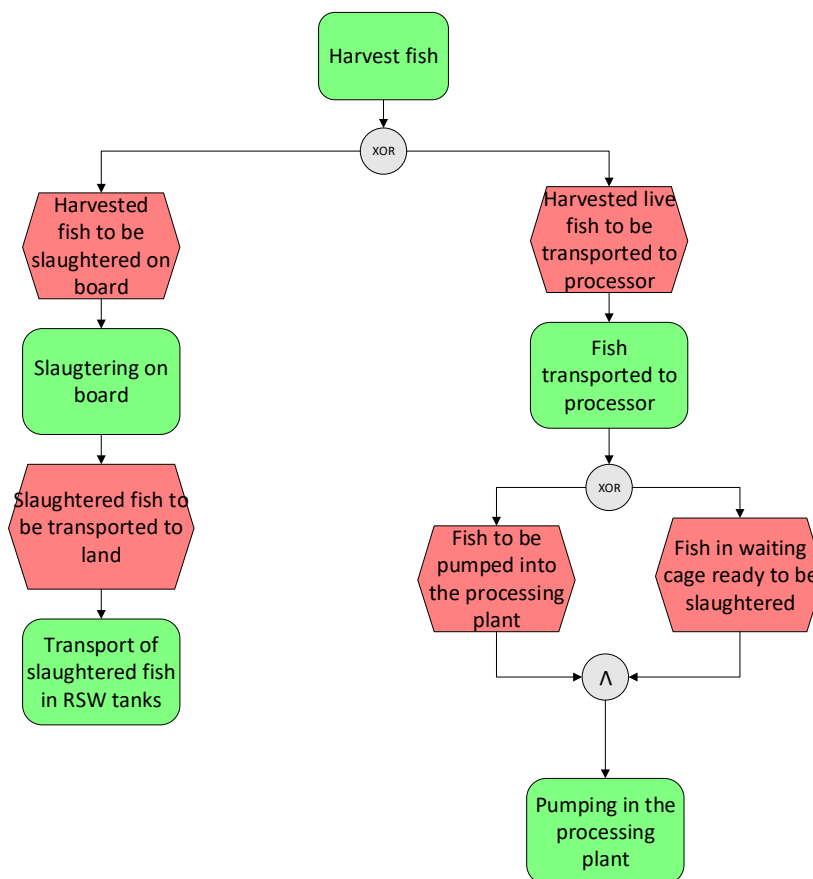 Harvest fish
XOR
Harvested
fish to be
slaughtered on
board
Harvested live
fish to be
transported to
processor
Slaugtering on
board
Fish
transported to
processor
Slaughtered fish to
be transported to
land
XOR
Fish to be
pumped into
the processing
plant
Fish in waiting
cage ready to be
slaughtered
Transport of
slaughtered fish
in RSW tanks
Λ
Pumping in the
processing
plant